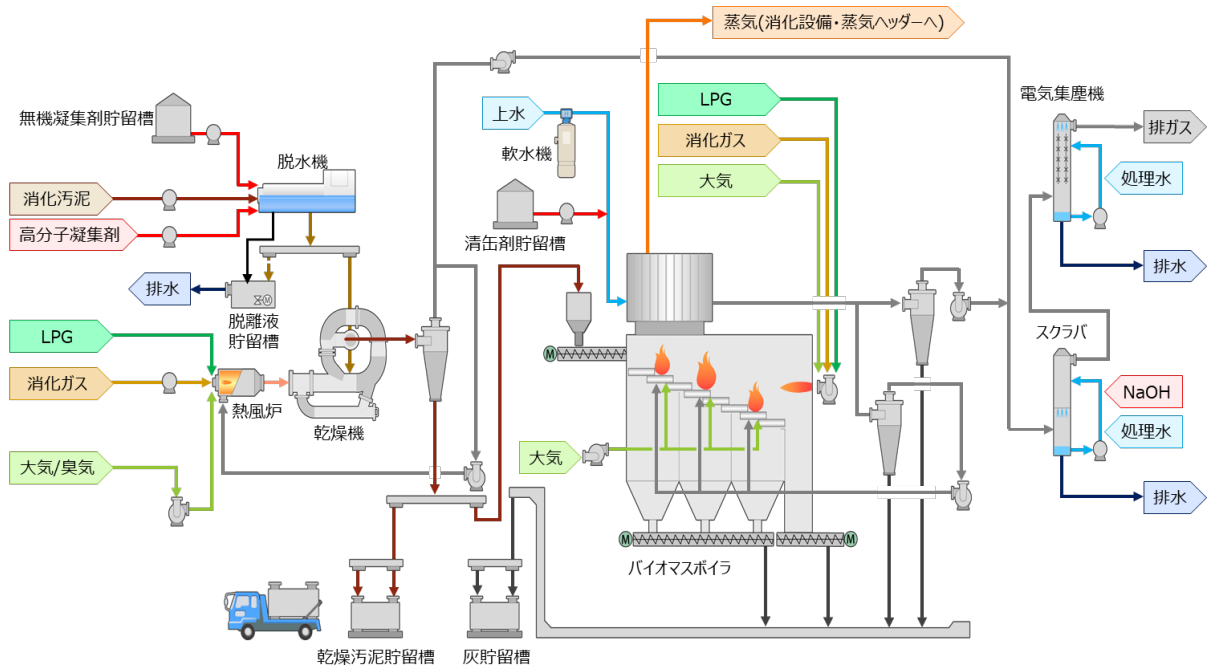 蒸気(消化設備・蒸気ヘッダーへ)
無機凝集剤貯留槽
脱水機
消化汚泥
高分子凝集剤
排水
脱離液
貯留槽
LPG
消化ガス
熱風炉
乾燥機
大気/臭気
上水
軟水機
清缶剤貯留槽
LPG
消化ガス
大気
電気集塵機
排ガス
処理水
排水
スクラバ
NaOH
処理水
排水
M
M
大気
M
M
バイオマスボイラ
乾燥汚泥貯留槽
灰貯留槽